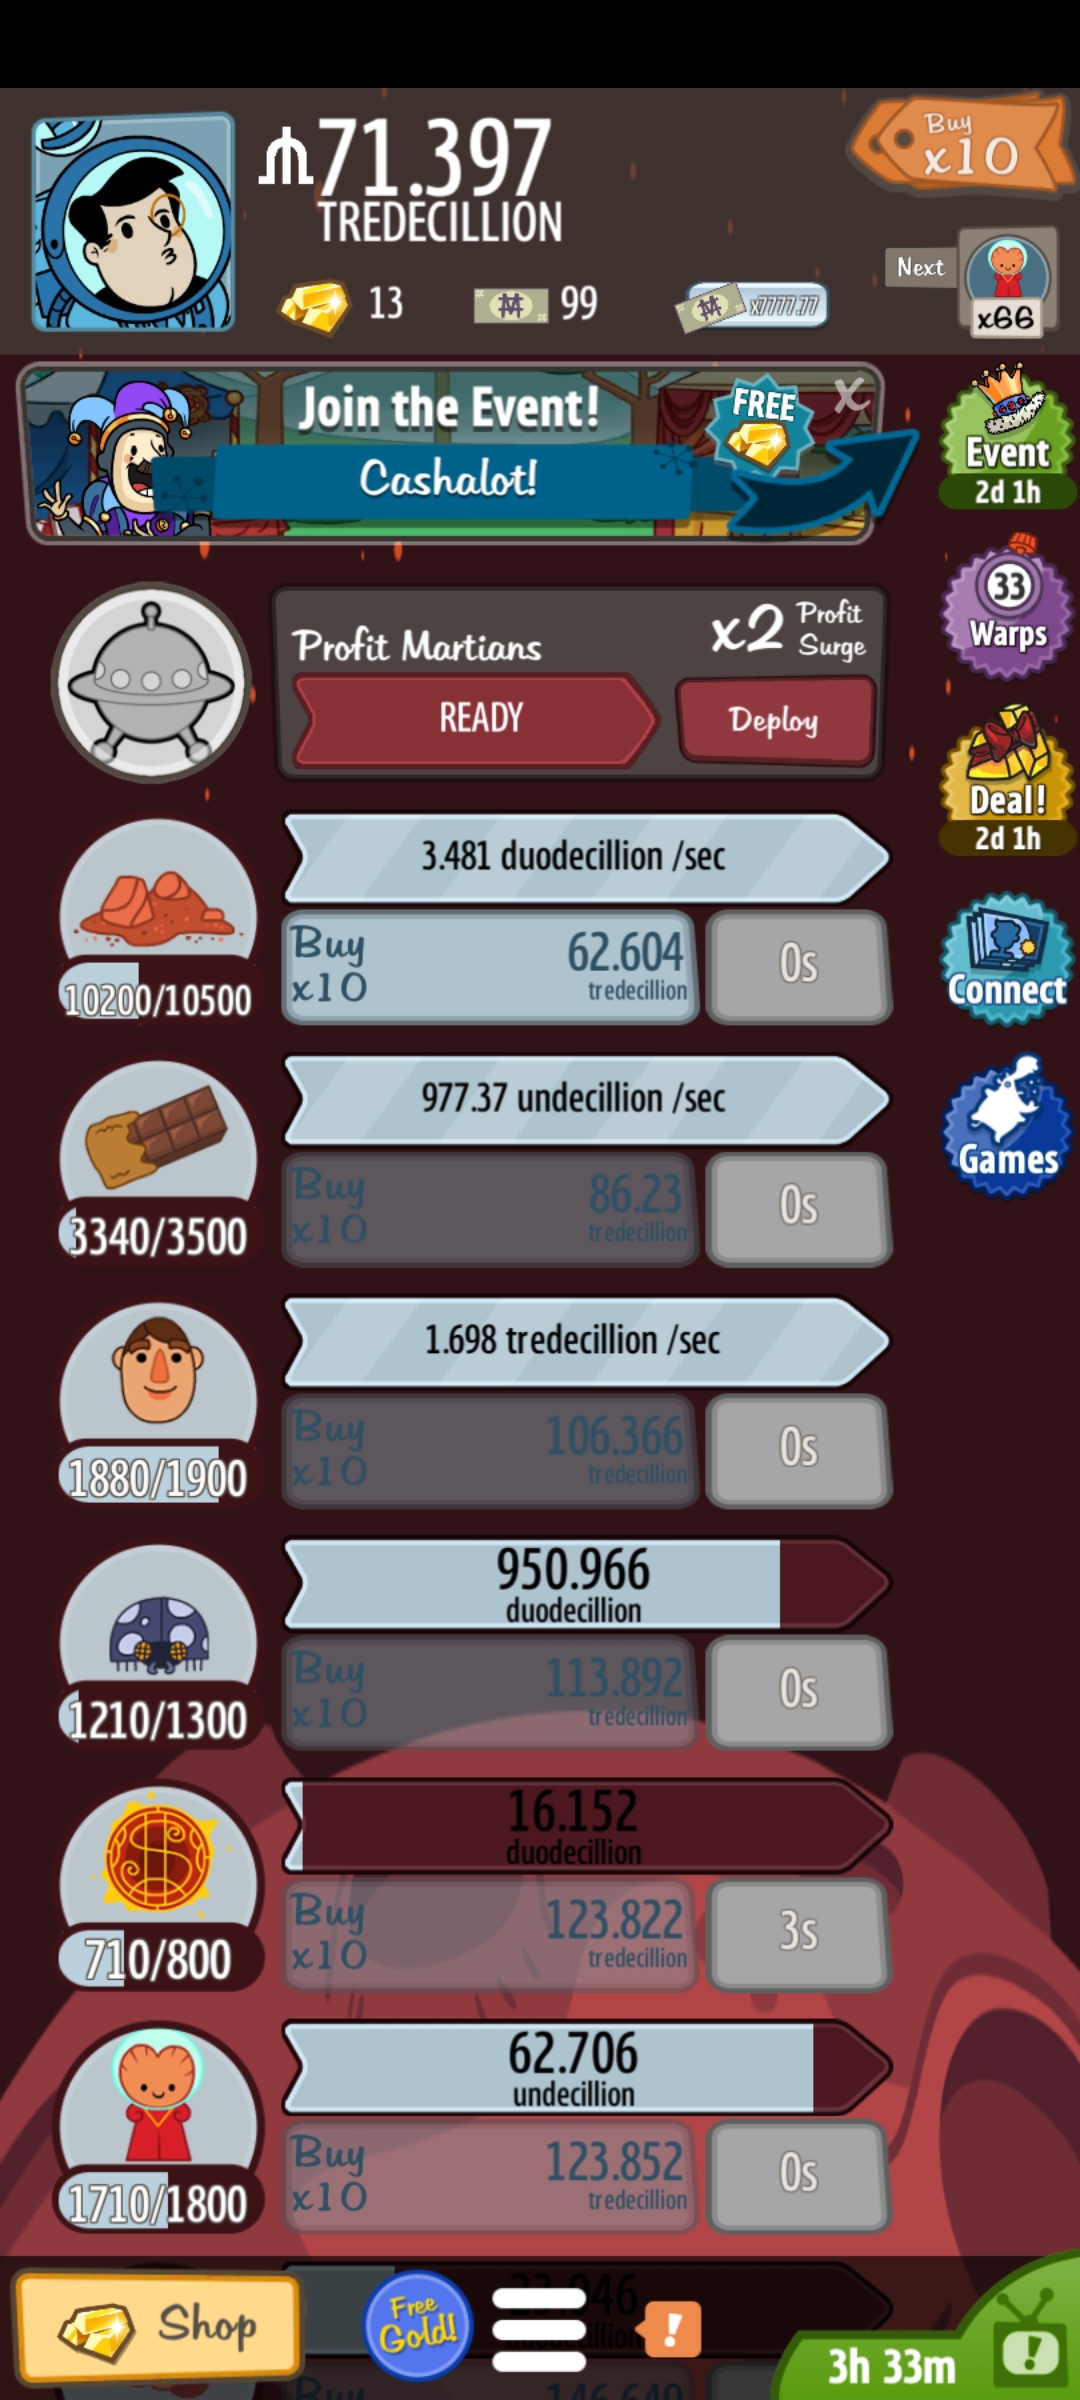 71.397
TREDECILLION
Buy
x10
13
99
x7777.77
Next
x66
Join the Event!
Cashalot!
FREE
X
Event
2d 1h
33
Warps
Profit Martians
x2 Profit
Surge
READY
Deploy
Deal!
2d 1h
3.481 duodecillion /sec
Buy
x10
62.604
tredecillion
0s
10200/10500
Connect
977.37 undecillion /sec
Buy
x10
86.23
tredecillion
0s
3340/3500
Games
1.698 tredecillion /sec
Buy
x10
106.366
tredecillion
0s
1880/1900
950.966
duodecillion
Buy
x10
113.892
tredecillion
0s
1210/1300
16.152
duodecillion
Buy
x10
123.822
tredecillion
3s
710/800
62.706
undecillion
Buy
x10
123.852
tredecillion
0s
1710/1800
Shop
Free
Gold!
!
3h 33m
!